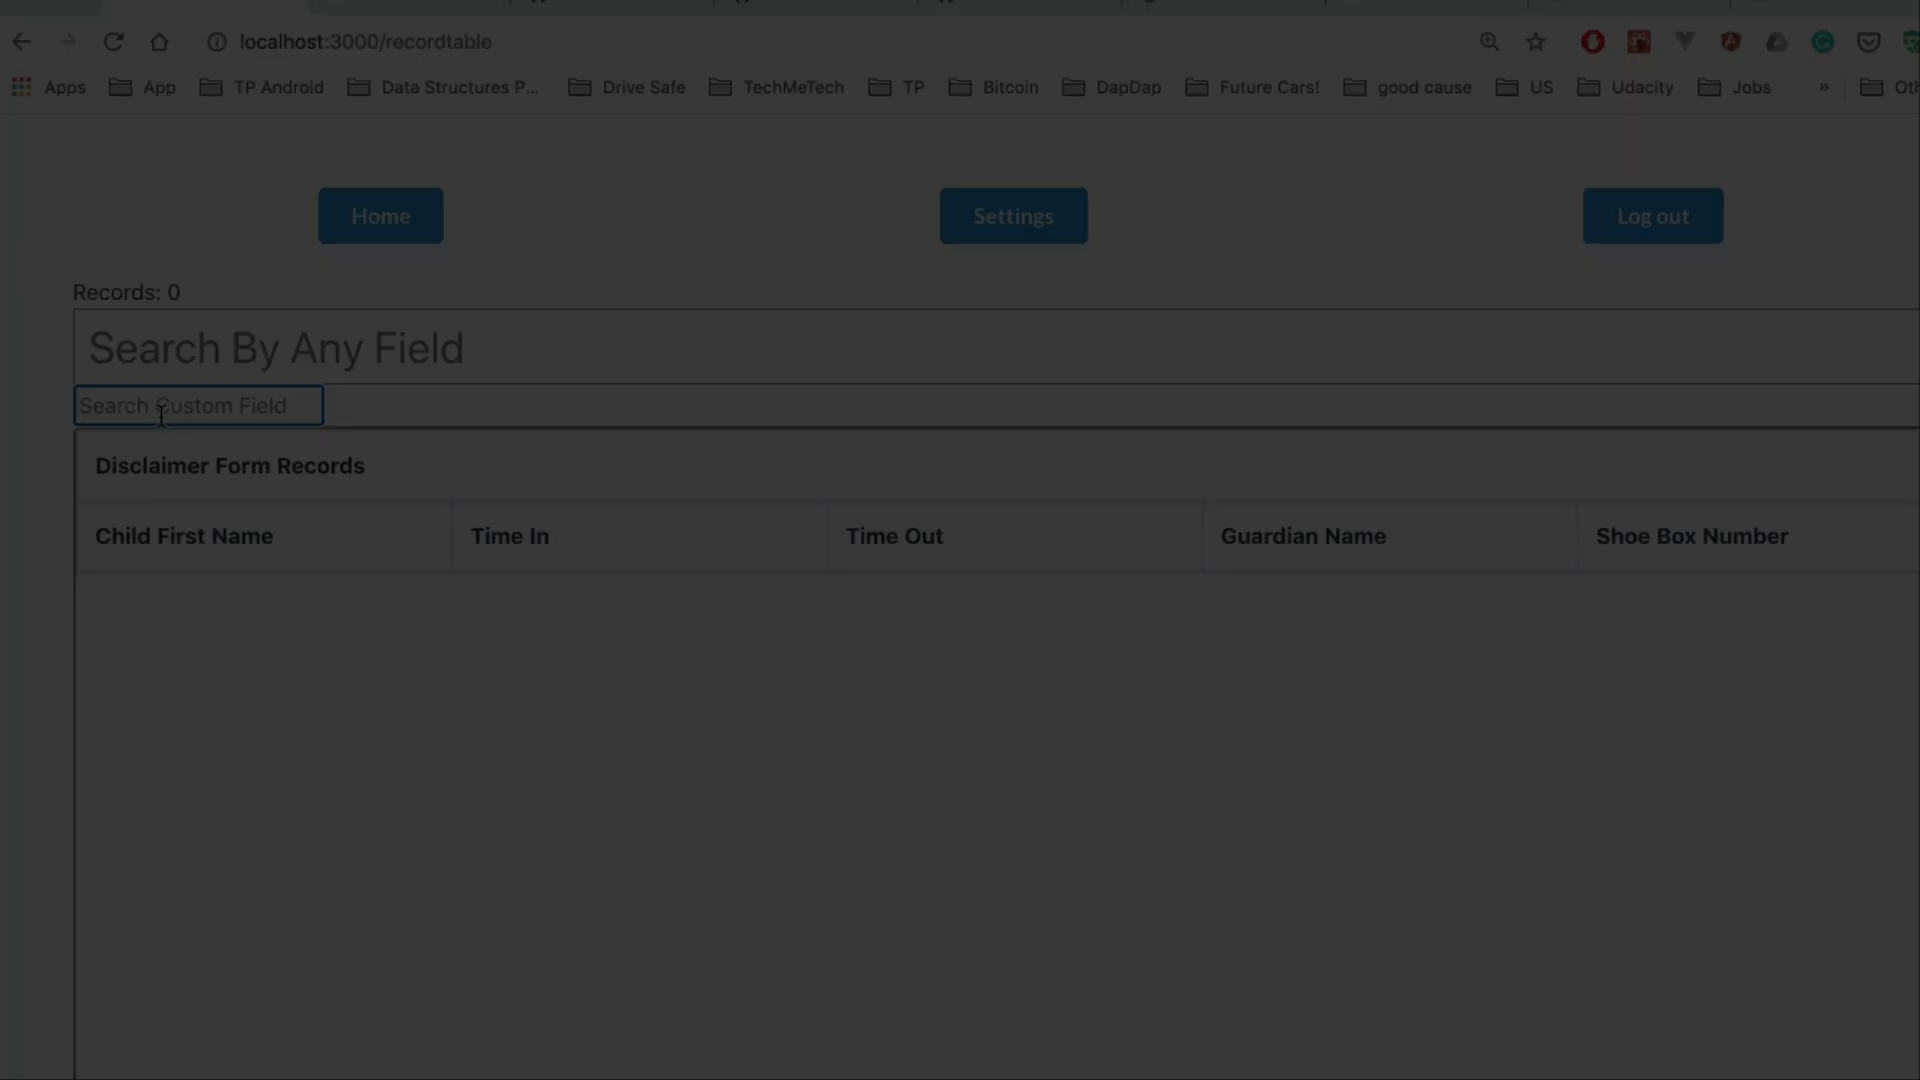 localhost:3000/recordtable
Apps App TP Android Data Structures P... Drive Safe TechMeTech TP Bitcoin DapDap Future Cars! good cause US Udacity Jobs » Oth
Home Settings Log out
Records: 0
Search By Any Field
Search Custom Field
Disclaimer Form Records
Child First Name Time In Time Out Guardian Name Shoe Box Number